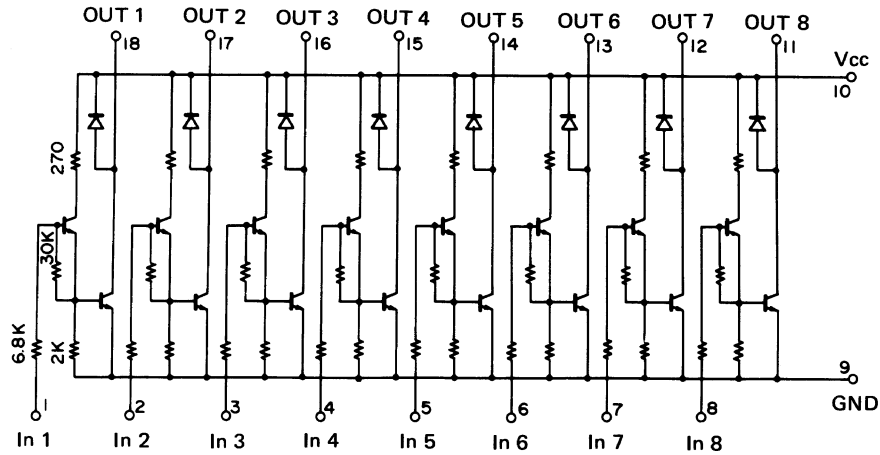 OUT 1 OUT 2 OUT 3 OUT 4 OUT 5 OUT 6 OUT 7 OUT 8
18 17 16 15 14 13 12 11
Vcc
10
270
30K
6.8K 2K
9
GND
1 2 3 4 5 6 7 8
In 1 In 2 In 3 In 4 In 5 In 6 In 7 In 8